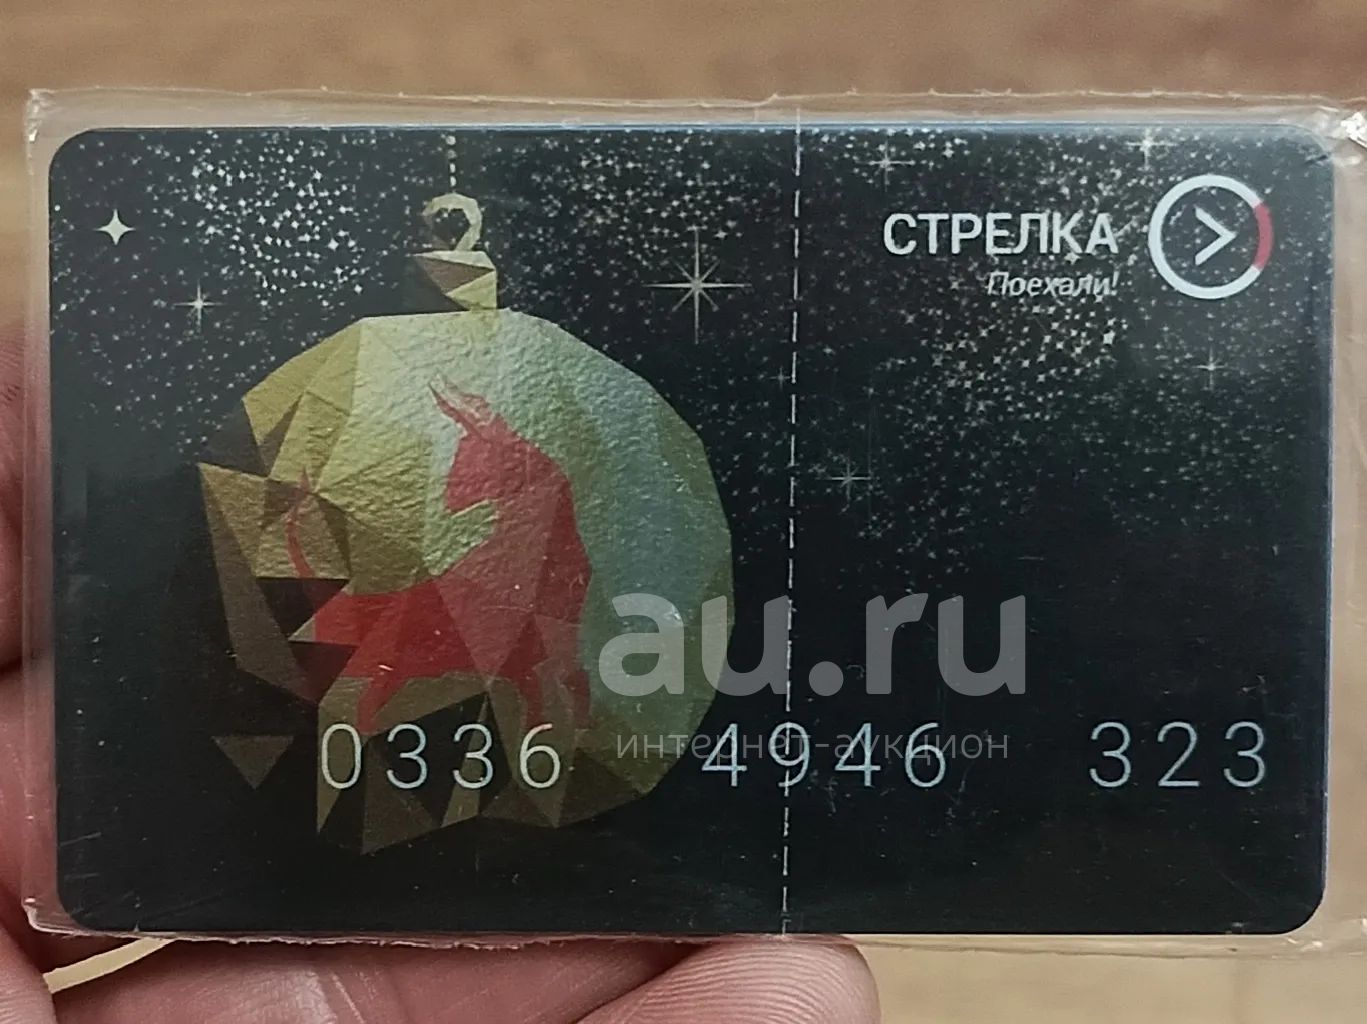 СТРЕЛКА
Поехали!
au.ru
интернет-аукцион
0336 4946 323